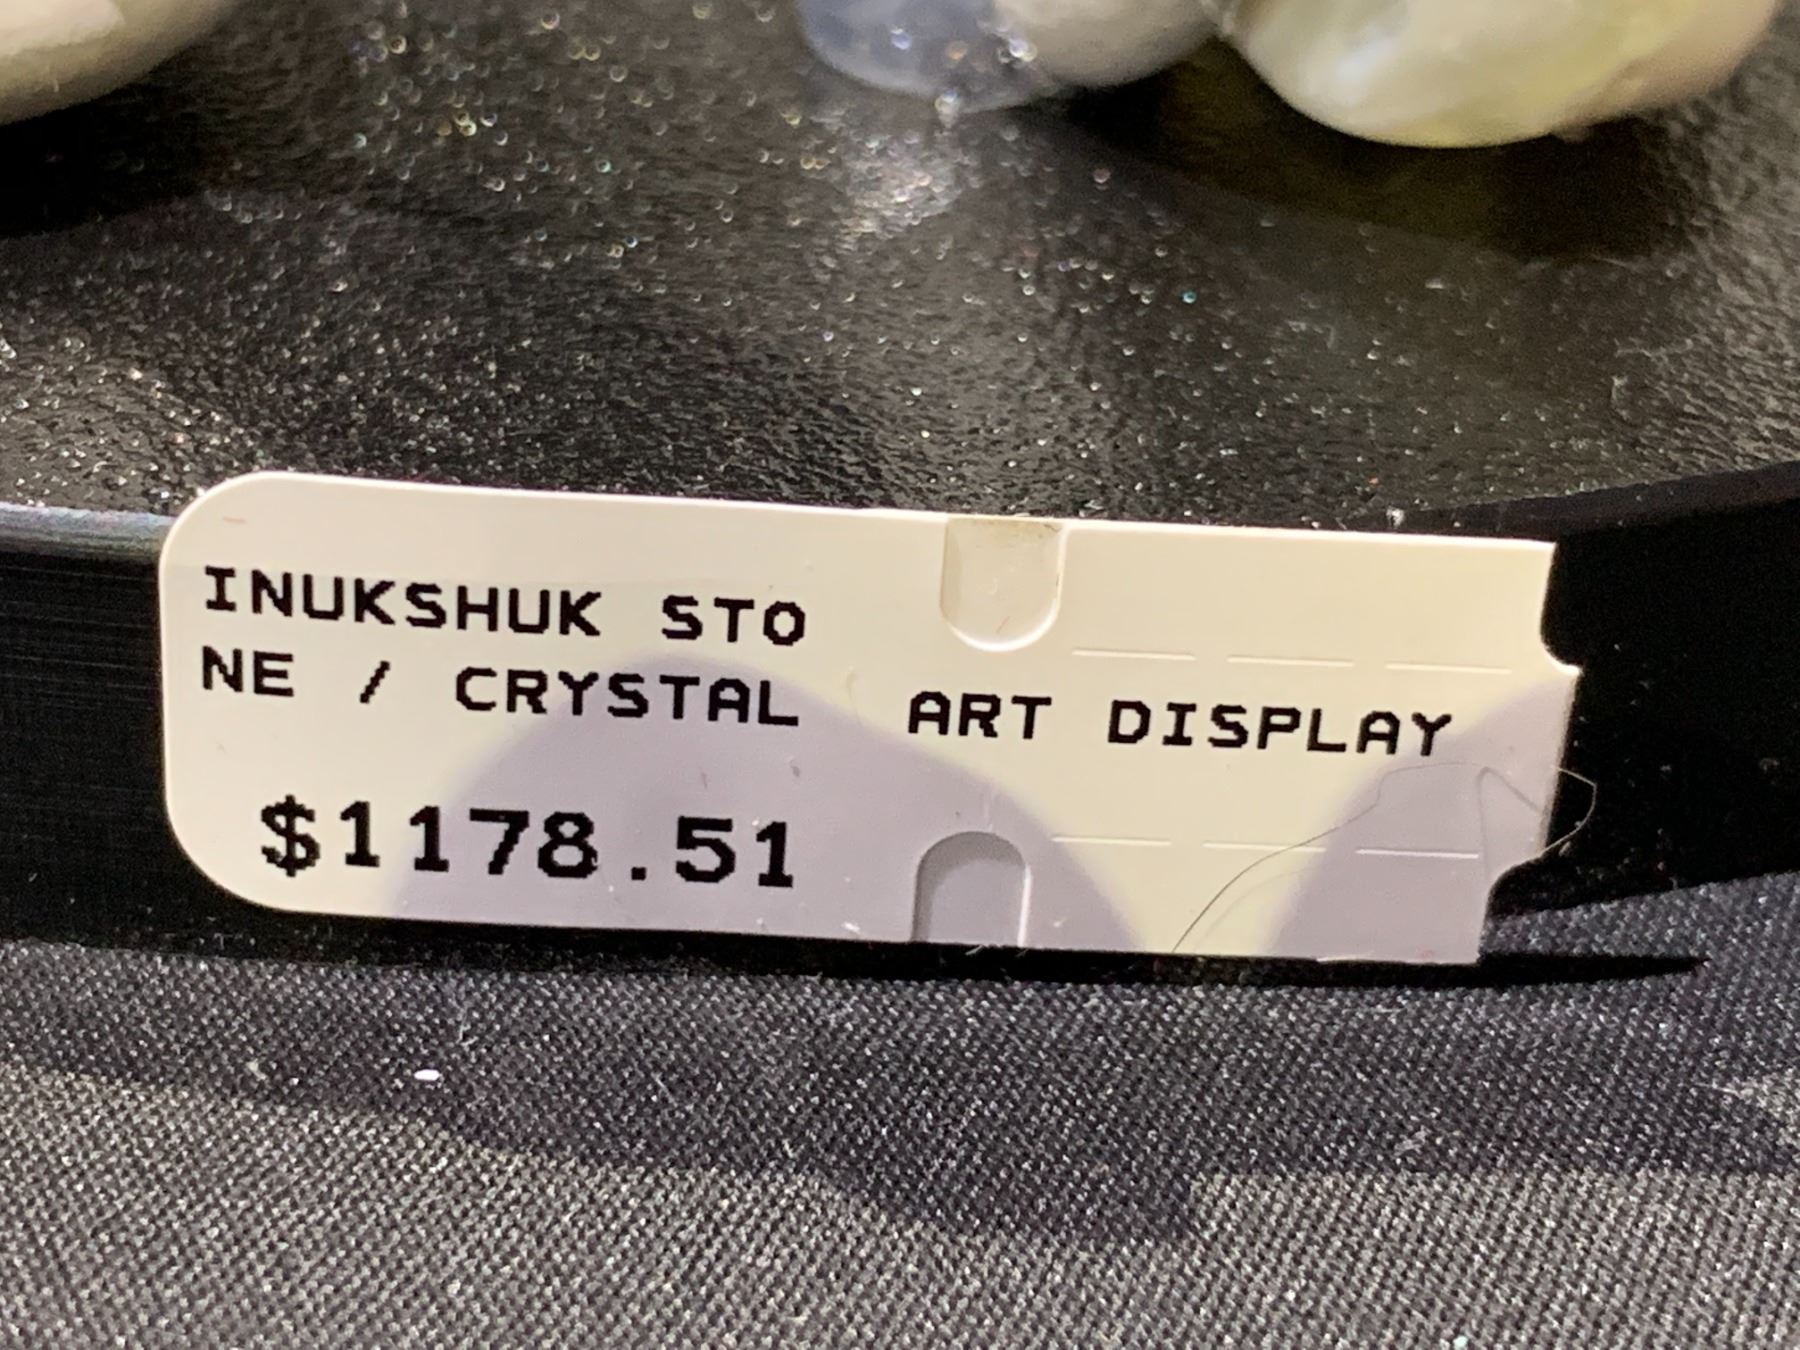 INUKSHUK STO
NE / CRYSTAL ART DISPLAY
$1178.51